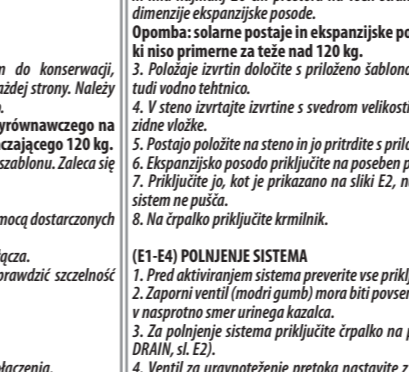 m do konserwacji,
ażdej strony. Należy
yrównawczego na
czającego 120 kg.
szablonu. Zaleca się
mocą dostarczonych
ącza.
prawdzić szczelność
łączenia.
dimenzije ekspanzijske posode.
Opomba: solarne postaje in ekspanzijske po
ki niso primerne za teže nad 120 kg.
3. Položaje izvrtin določite s priloženo šablono
tudi vodno tehtnico.
4. V steno izvrtajte izvrtine s svedrom velikosti
zidne vložke.
5. Postajo položite na steno in jo pritrdite s prilo
6. Ekspanzijsko posodo priključite na poseben p
7. Priključite jo, kot je prikazano na sliki E2, n
sistem ne pušča.
8. Na črpalko priključite krmilnik.
(E1-E4) POLNJENJE SISTEMA
1. Pred aktiviranjem sistema preverite vse priklj
2. Zaporni ventil (modri gumb) mora biti povsem
v nasprotno smer urinega kazalca.
3. Za polnjenje sistema priključite črpalko na p
DRAIN, sl. E2).
4. Ventil za uravnoteženje pretoka nastavite z